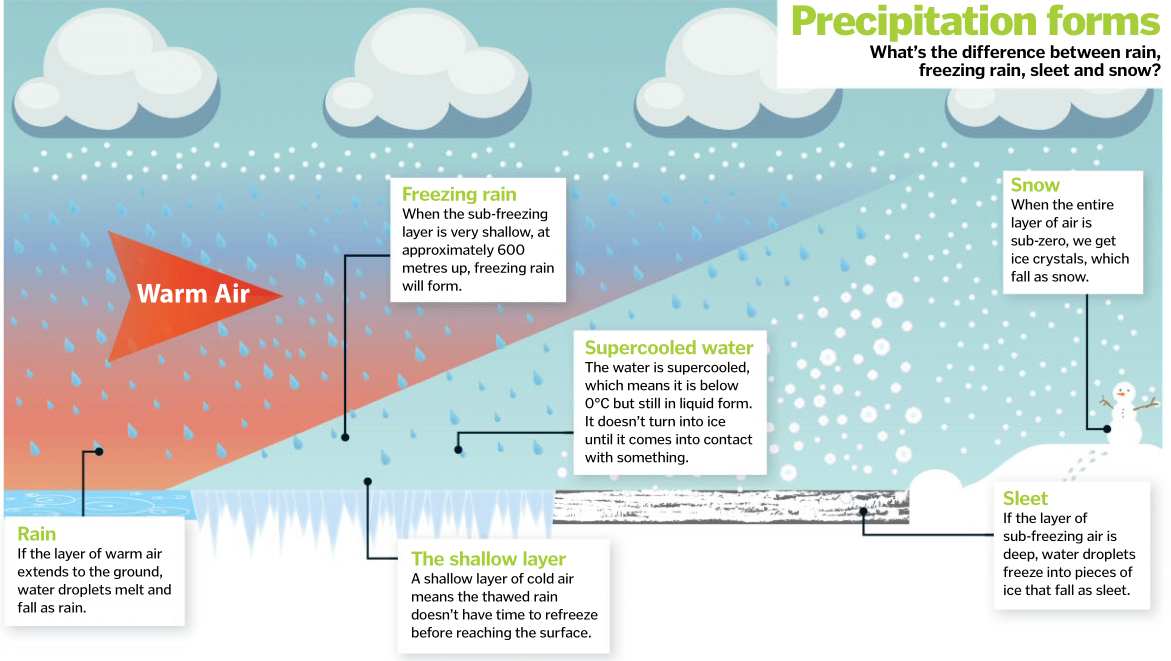 Precipitation forms
What's the difference between rain,
freezing rain, sleet and snow?
Freezing rain
When the sub-freezing
layer is very shallow, at
approximately 600
metres up, freezing rain
will form.
Snow
When the entire
layer of air is
sub-zero, we get
ice crystals, which
fall as snow.
Warm Air
Supercooled water
The water is supercooled,
which means it is below
0°C but still in liquid form.
It doesn't turn into ice
until it comes into contact
with something.
Rain
If the layer of warm air
extends to the ground,
water droplets melt and
fall as rain.
The shallow layer
A shallow layer of cold air
means the thawed rain
doesn't have time to refreeze
before reaching the surface.
Sleet
If the layer of
sub-freezing air is
deep, water droplets
freeze into pieces of
ice that fall as sleet.